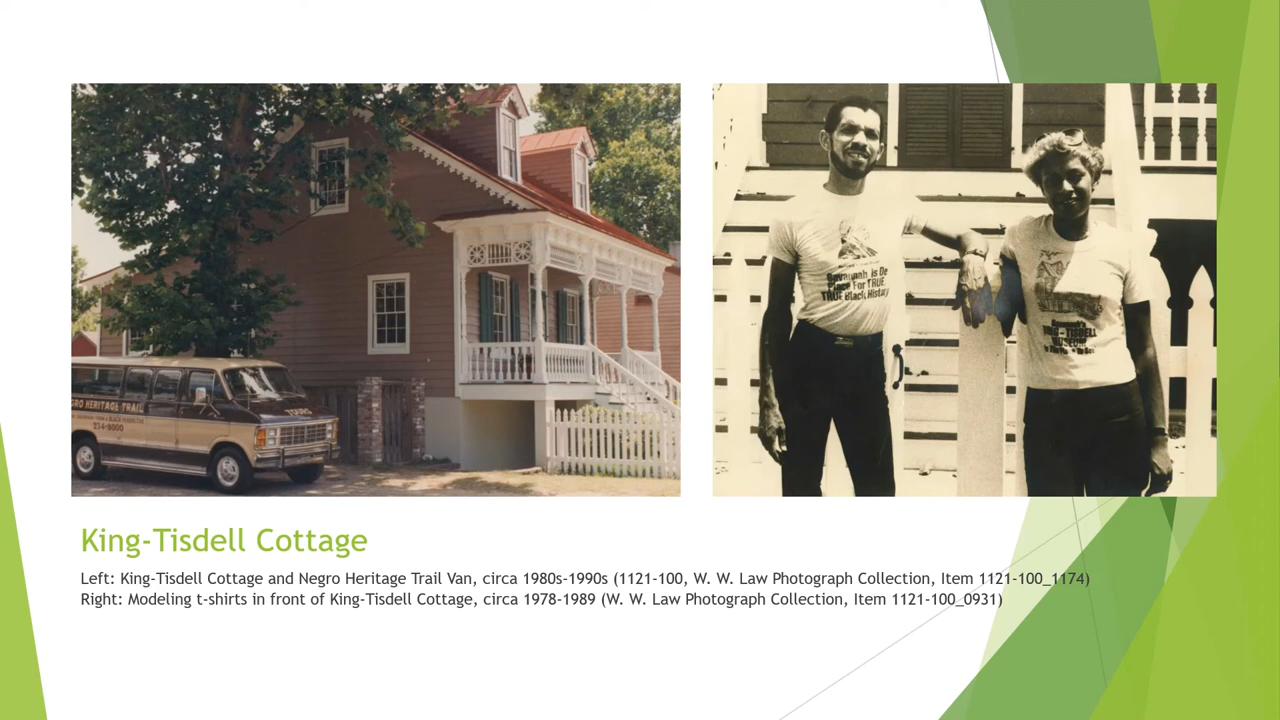 GRO HERITAGE TRAIL
234-8000
TOURS
Savannah is De
Place For TRUE,
TRUE Black History
King-Tisdell Cottage
Left: King-Tisdell Cottage and Negro Heritage Trail Van, circa 1980s-1990s (1121-100, W. W. Law Photograph Collection, Item 1121-100_1174)
Right: Modeling t-shirts in front of King-Tisdell Cottage, circa 1978-1989 (W. W. Law Photograph Collection, Item 1121-100_0931)